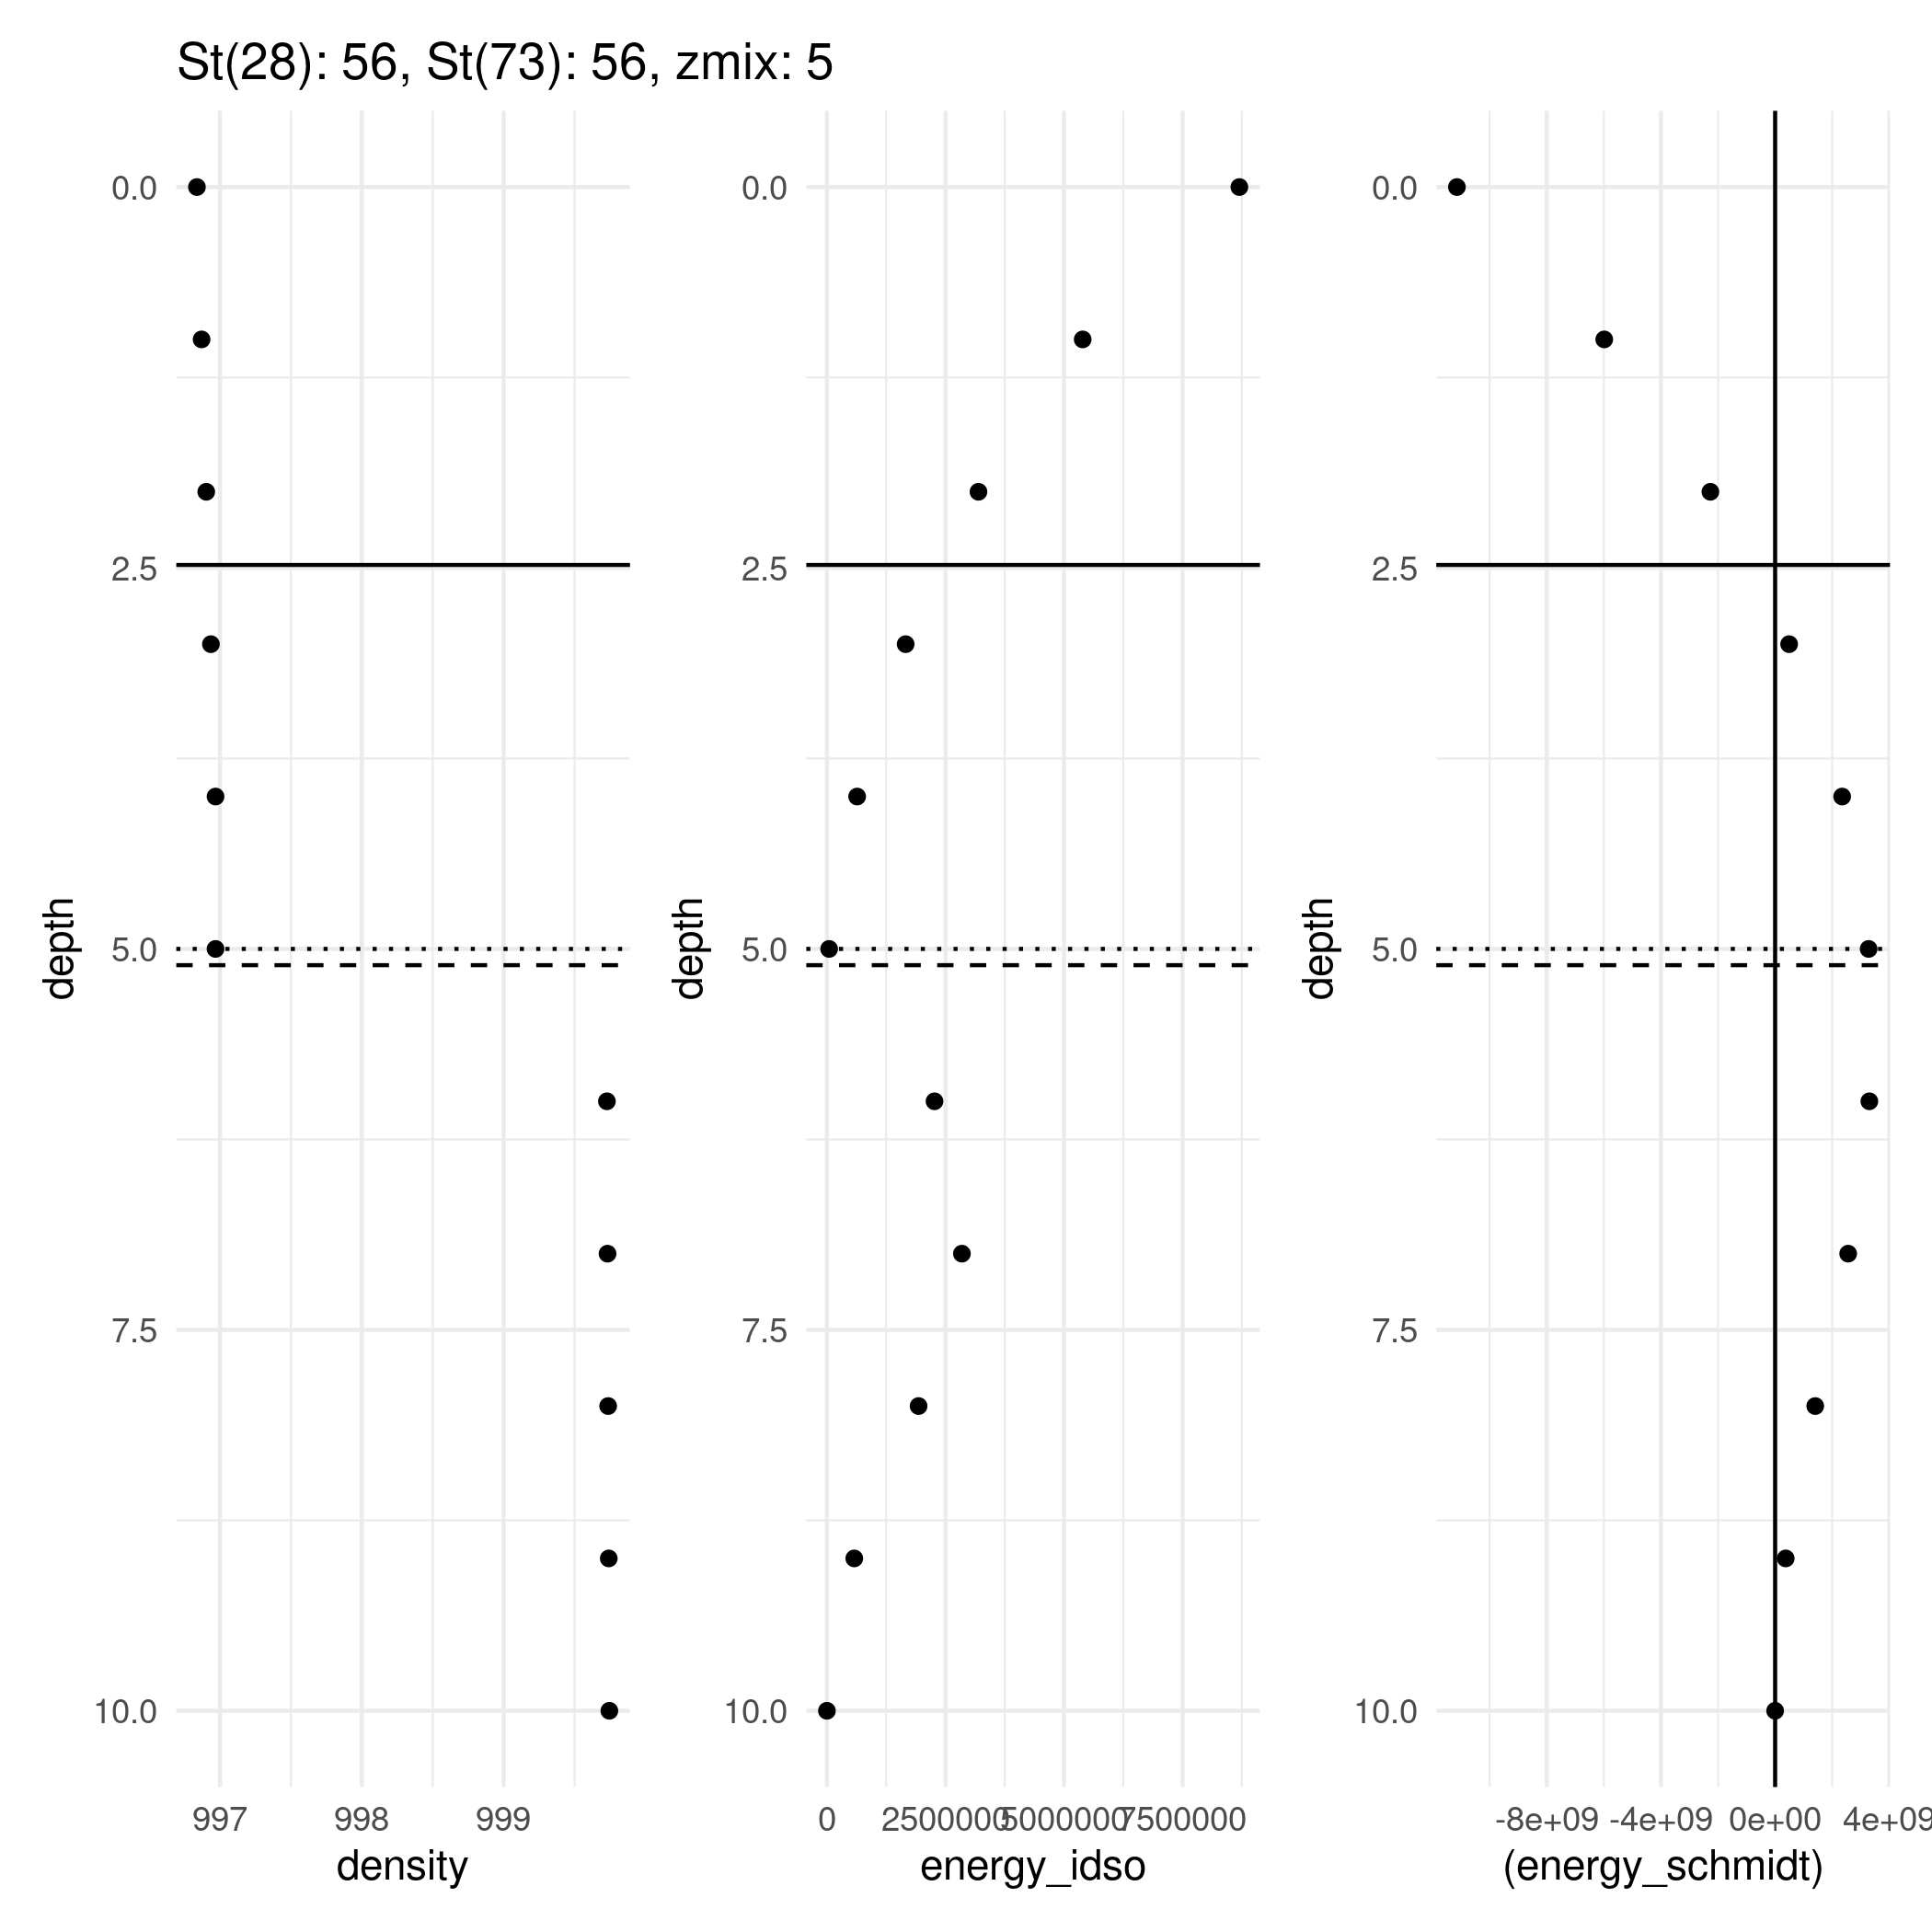 St(28): 56, St(73): 56, zmix: 5
depth
0.0
2.5
5.0
7.5
10.0
997 998 999
density
depth
0.0
2.5
5.0
7.5
10.0
0 2500000 5000000 7500000
energy_idso
depth
0.0
2.5
5.0
7.5
10.0
-8e+09 -4e+09 0e+00 4e+09
(energy_schmidt)